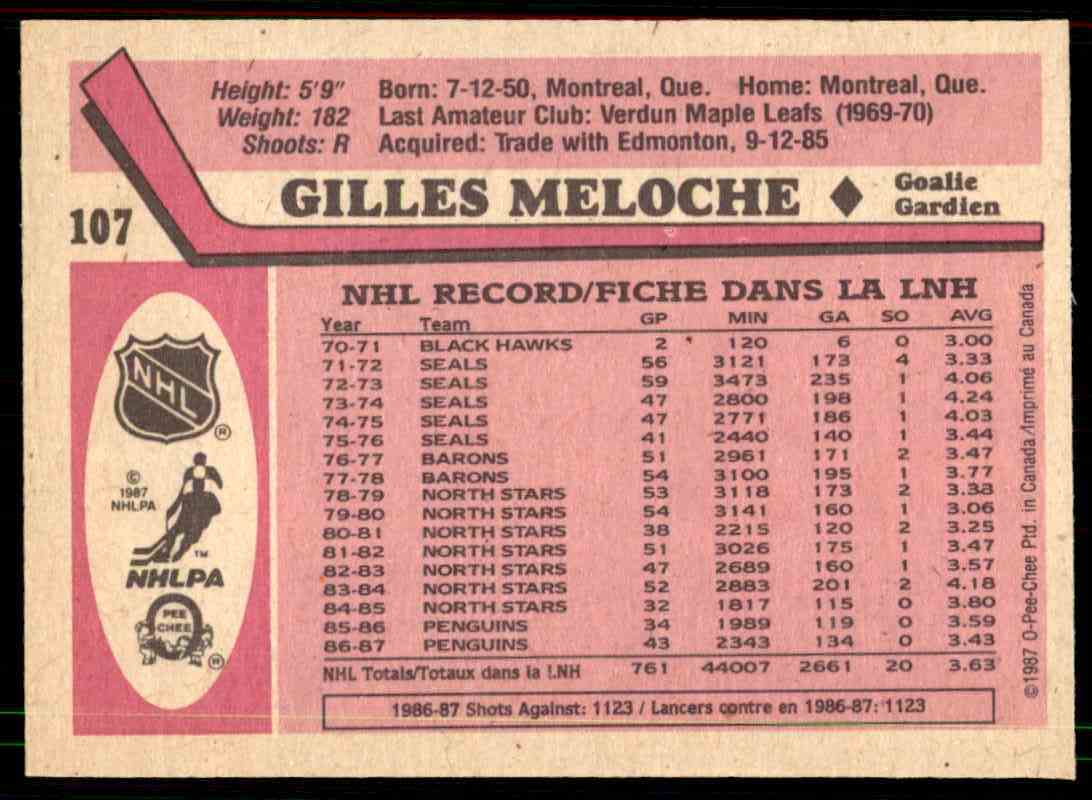 Height: 5'9" Born: 7-12-50, Montreal, Que. Home: Montreal, Que.
Weight: 182 Last Amateur Club: Verdun Maple Leafs (1969-70)
Shoots: R Acquired: Trade with Edmonton, 9-12-85
107
GILLES MELOCHE ♦ Goalie
Gardien
NHL RECORD/FICHE DANS LA LNH
Year Team GP MIN GA SO AVG
70-71 BLACK HAWKS 2 120 6 0 3.00
71-72 SEALS 56 3121 173 4 3.33
72-73 SEALS 59 3473 235 1 4.06
73-74 SEALS 47 2800 198 1 4.24
74-75 SEALS 47 2771 186 1 4.03
75-76 SEALS 41 2440 140 1 3.44
76-77 BARONS 51 2961 171 2 3.47
77-78 BARONS 54 3100 195 1 3.77
78-79 NORTH STARS 53 3118 173 2 3.33
79-80 NORTH STARS 54 3141 160 1 3.06
80-81 NORTH STARS 38 2215 120 2 3.25
81-82 NORTH STARS 51 3026 175 1 3.47
82-83 NORTH STARS 47 2689 160 1 3.57
83-84 NORTH STARS 52 2883 201 2 4.18
84-85 NORTH STARS 32 1817 115 0 3.80
85-86 PENGUINS 34 1989 119 0 3.59
86-87 PENGUINS 43 2343 134 0 3.43
NHL Totals/Totaux dans la LNH 761 44007 2661 20 3.63
1986-87 Shots Against: 1123 / Lancers contre en 1986-87: 1123
NHL
®
©
1987
NHLPA
TM
NHLPA
PEE
CHEE
®
©1987 O-Pee-Chee Ptd. in Canada/Imprimé au Canada